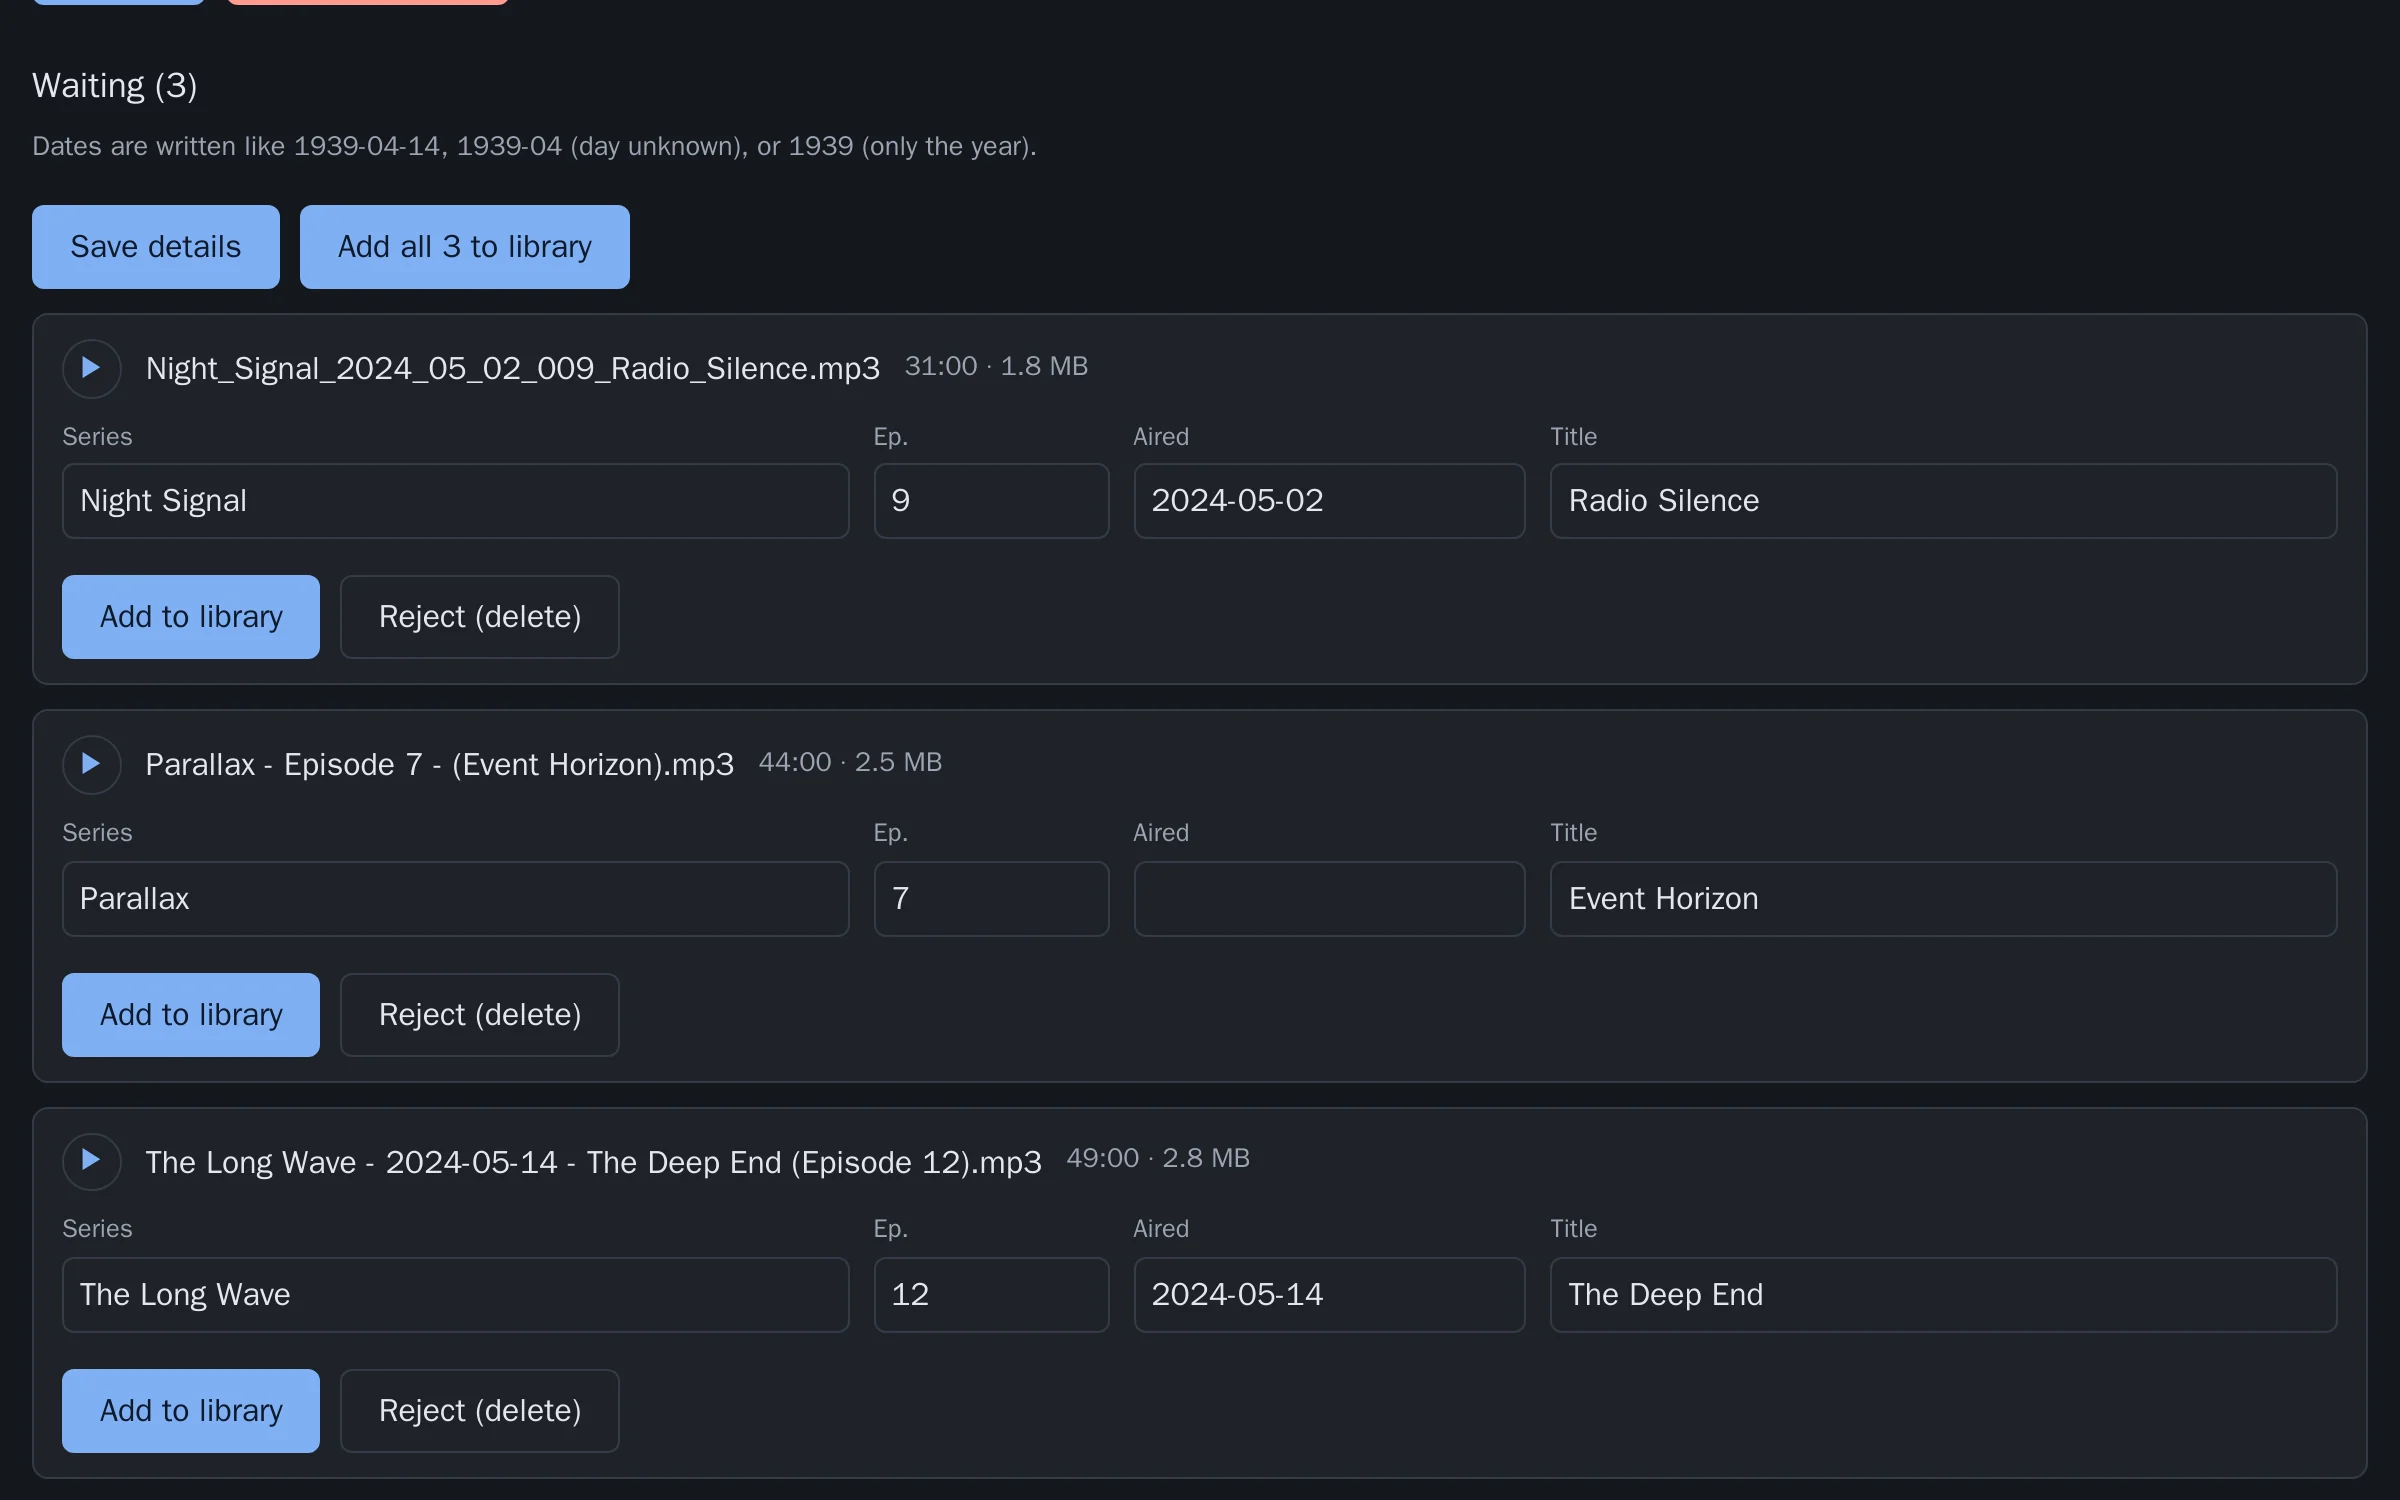 Waiting (3)
Dates are written like 1939-04-14, 1939-04 (day unknown), or 1939 (only the year).
Save details Add all 3 to library
Night_Signal_2024_05_02_009_Radio_Silence.mp3 31:00 · 1.8 MB
Series Ep. Aired Title
Night Signal 9 2024-05-02 Radio Silence
Add to library Reject (delete)
Parallax - Episode 7 - (Event Horizon).mp3 44:00 · 2.5 MB
Series Ep. Aired Title
Parallax 7 Event Horizon
Add to library Reject (delete)
The Long Wave - 2024-05-14 - The Deep End (Episode 12).mp3 49:00 · 2.8 MB
Series Ep. Aired Title
The Long Wave 12 2024-05-14 The Deep End
Add to library Reject (delete)